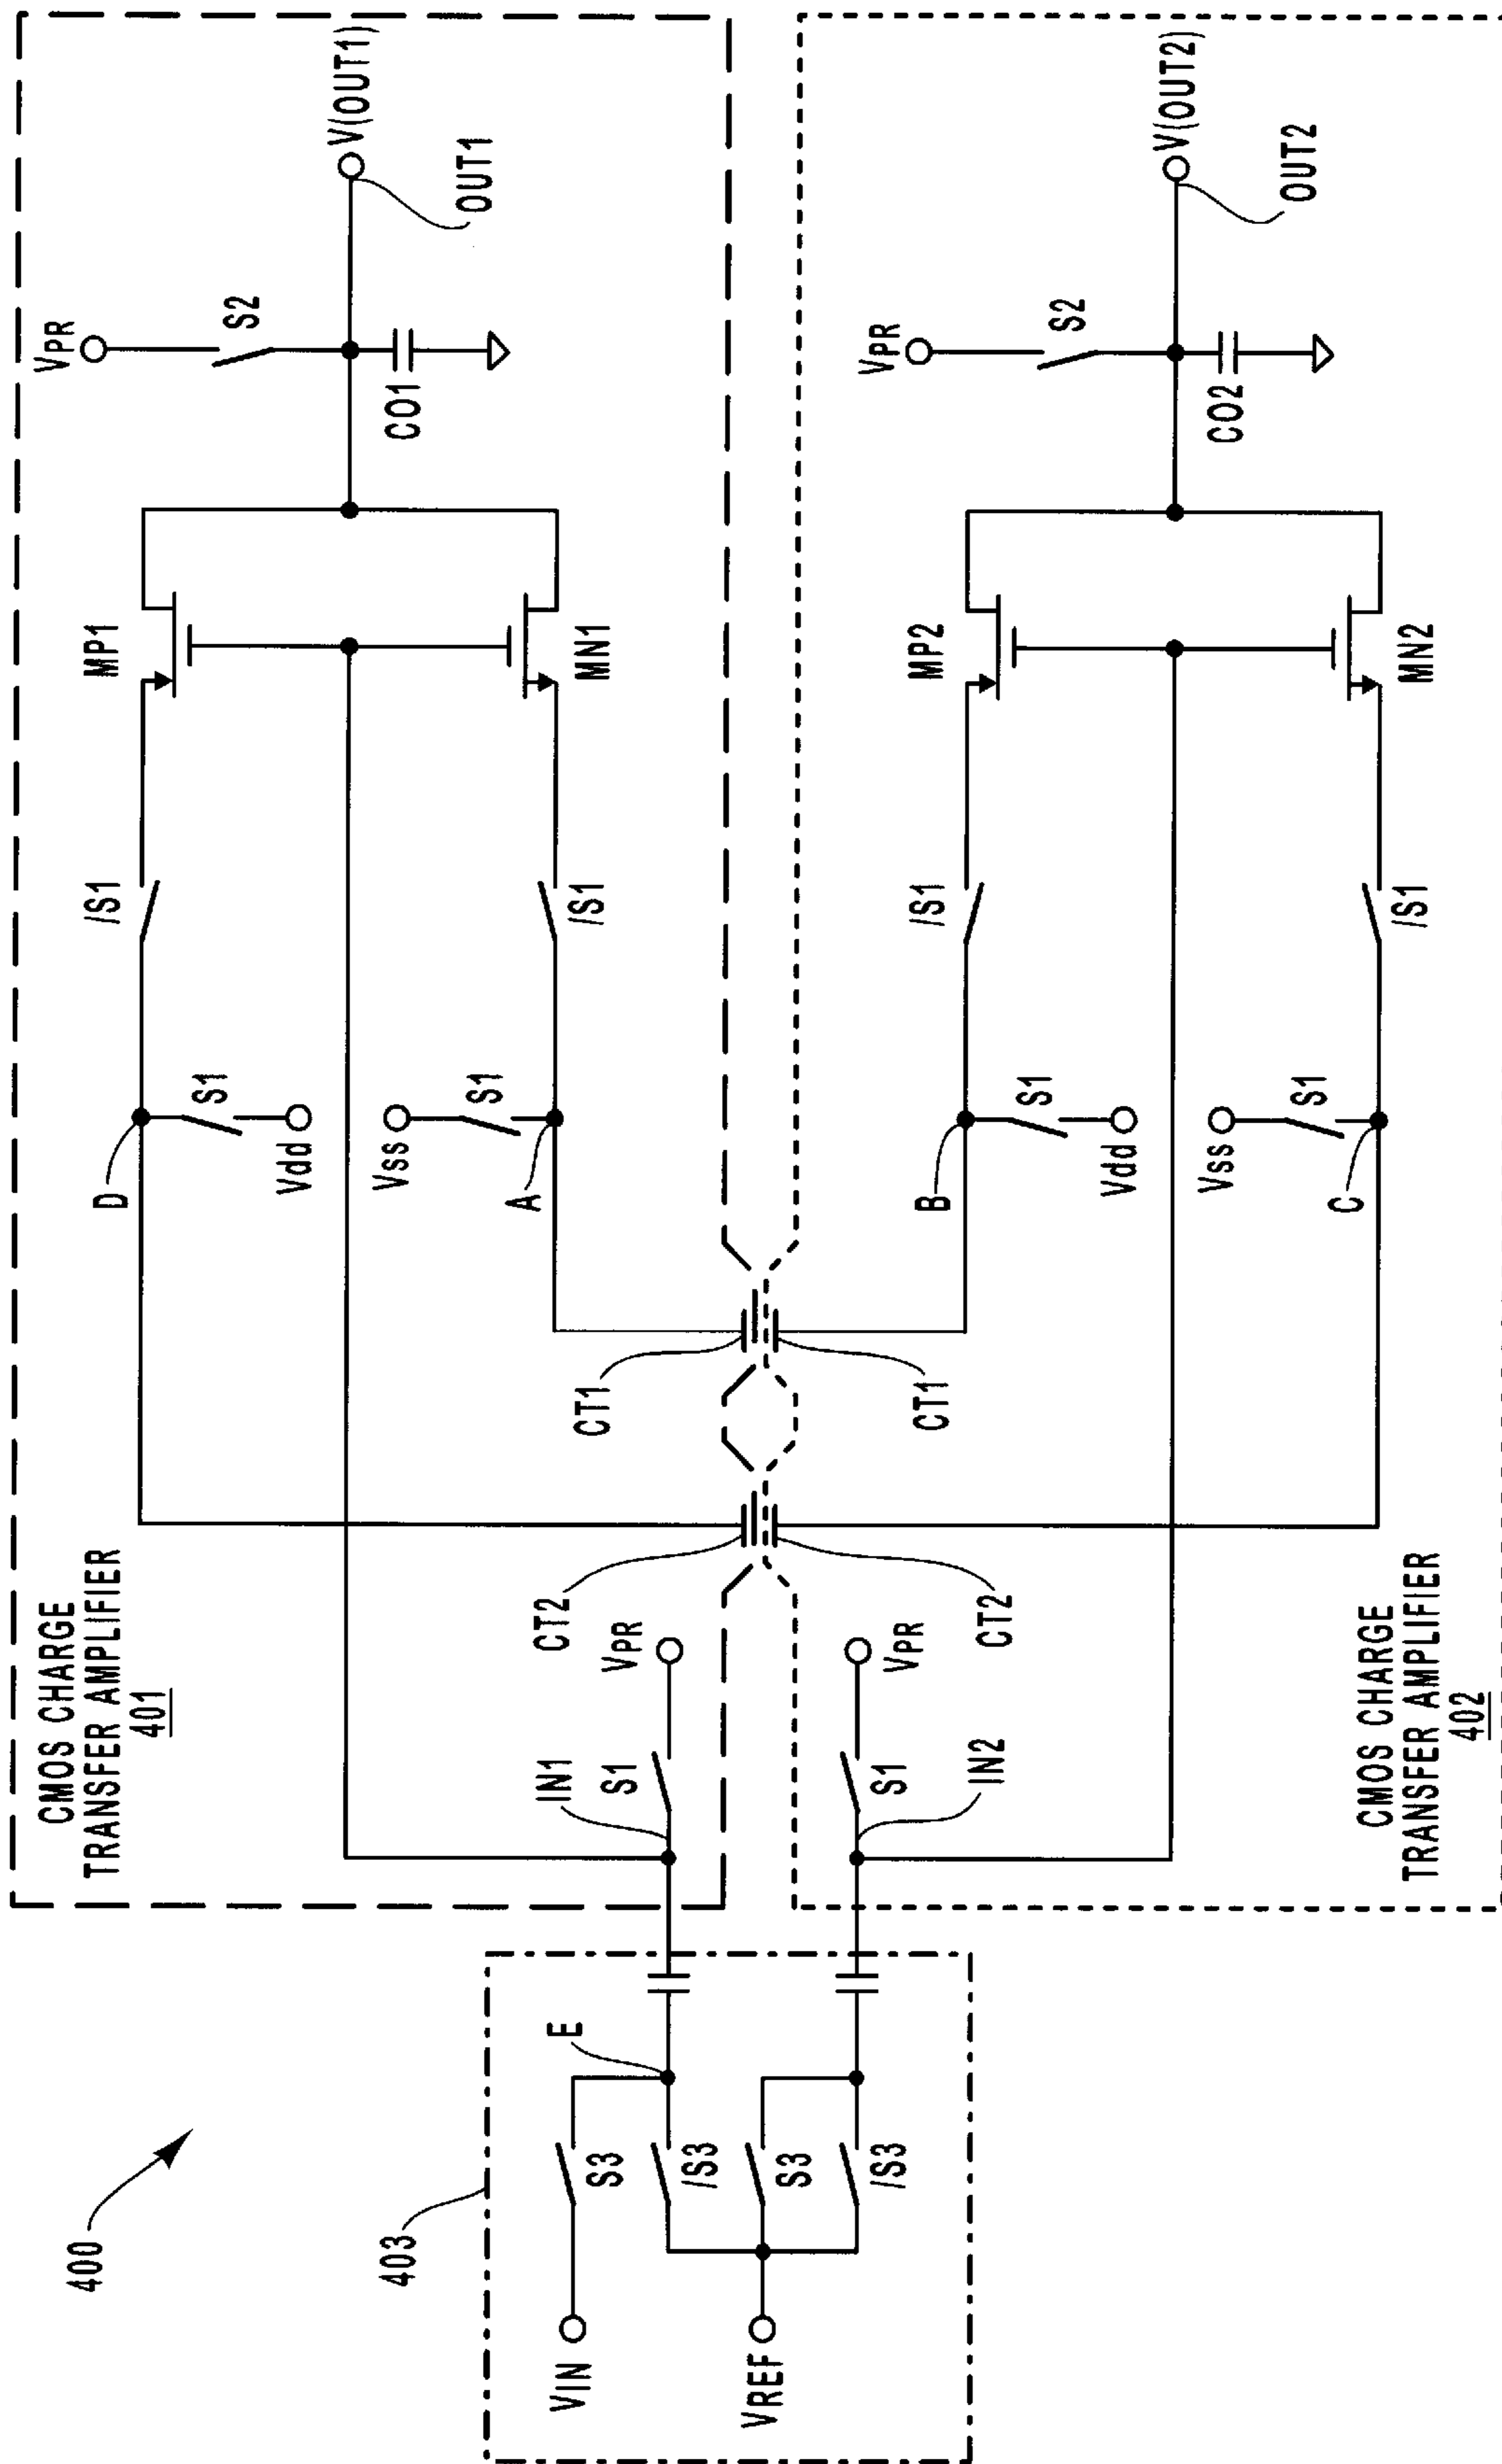 400
CMOS CHARGE
TRANSFER AMPLIFIER
401
D
S1
Vdd
/S1
MP1
VPR
S2
CO1
V(OUT1)
OUT1
Vss
S1
A
/S1
MN1
403
VIN
VREF
S3
/S3
S3
/S3
E
IN1
S1
VPR
S1
VPR
IN2
CT2
CT2
CT1
CT1
B
S1
Vdd
/S1
MP2
VPR
S2
CO2
V(OUT2)
OUT2
Vss
S1
C
/S1
MN2
CMOS CHARGE
TRANSFER AMPLIFIER
402